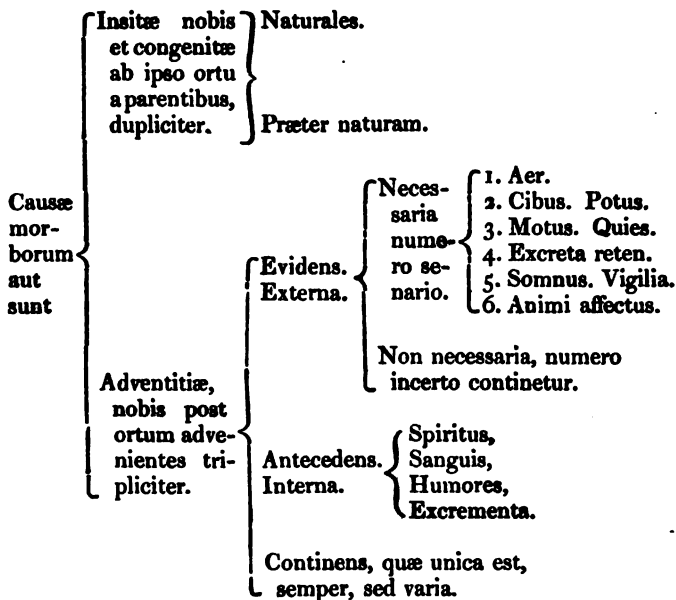 Causæ
mor-
borum
aut
sunt
Insitæ nobis
et congenitæ
ab ipso ortu
a parentibus,
dupliciter.
Naturales.
Præter naturam.
Adventitiæ,
nobis post
ortum adve-
nientes tri-
pliciter.
Evidens.
Externa.
Neces-
saria
nume-
ro se-
nario.
1. Aer.
2. Cibus. Potus.
3. Motus. Quies.
4. Excreta reten.
5. Somnus. Vigilia.
6. Animi affectus.
Non necessaria, numero
incerto continetur.
Antecedens.
Interna.
Spiritus,
Sanguis,
Humores,
Excrementa.
Continens, quæ unica est,
semper, sed varia.